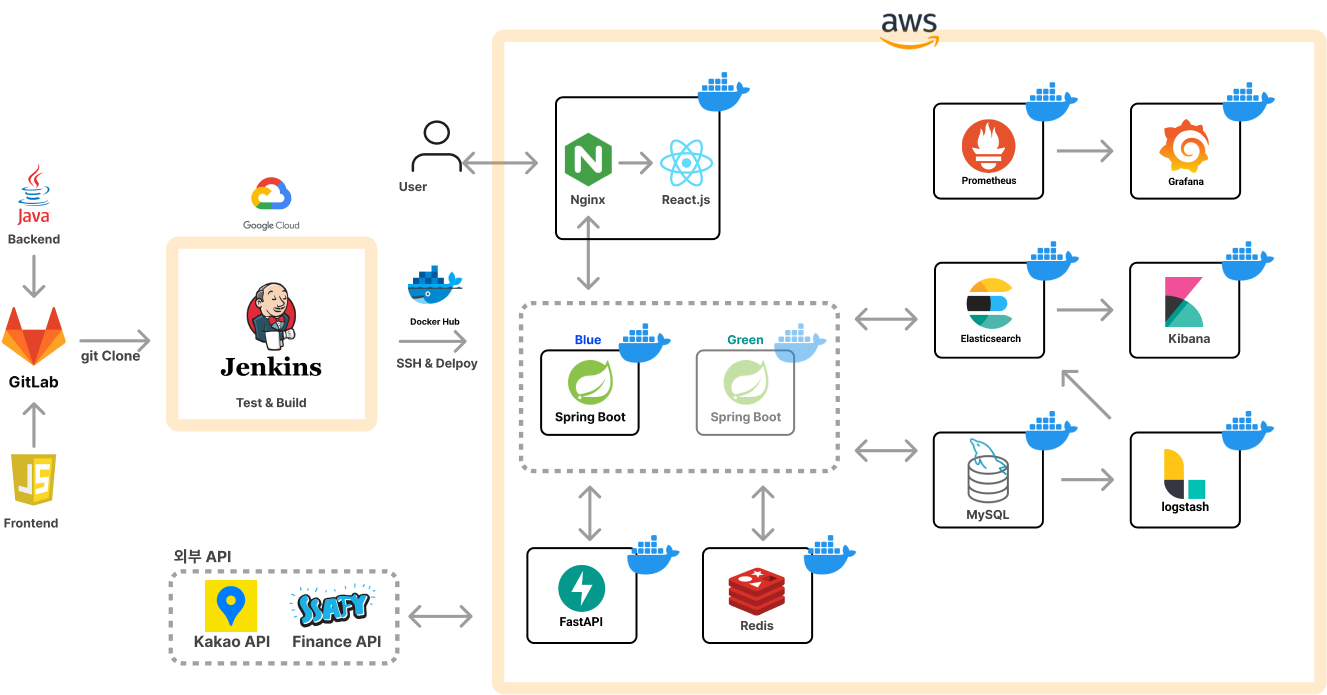 aws
User
Nginx
React.js
Prometheus
Grafana
Java
Backend
Google Cloud
Jenkins
Test & Build
Docker Hub
SSH & Delpoy
git Clone
GitLab
JS
Frontend
Blue
Spring Boot
Green
Spring Boot
Elasticsearch
Kibana
MySQL
logstash
외부 API
Kakao API
SSAFY
Finance API
FastAPI
Redis